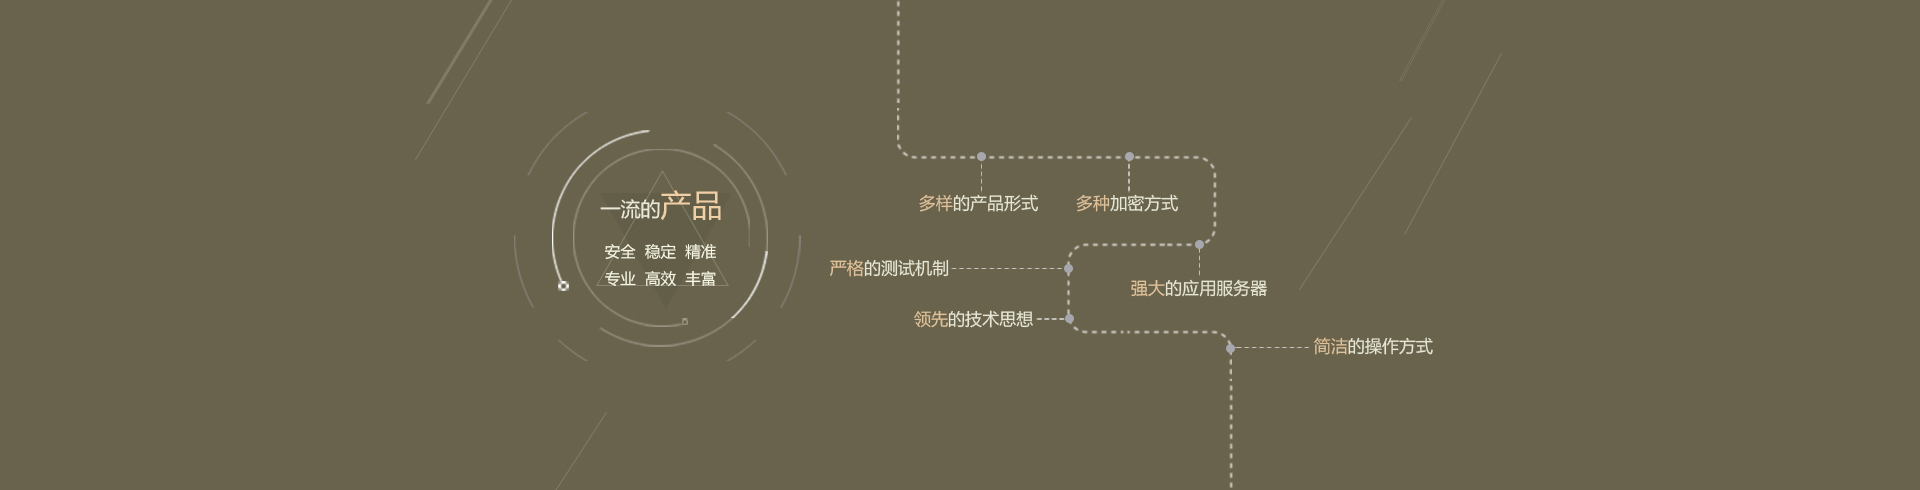 一流的产品
安全 稳定 精准
专业 高效 丰富
多样的产品形式
多种加密方式
严格的测试机制
强大的应用服务器
领先的技术思想
简洁的操作方式